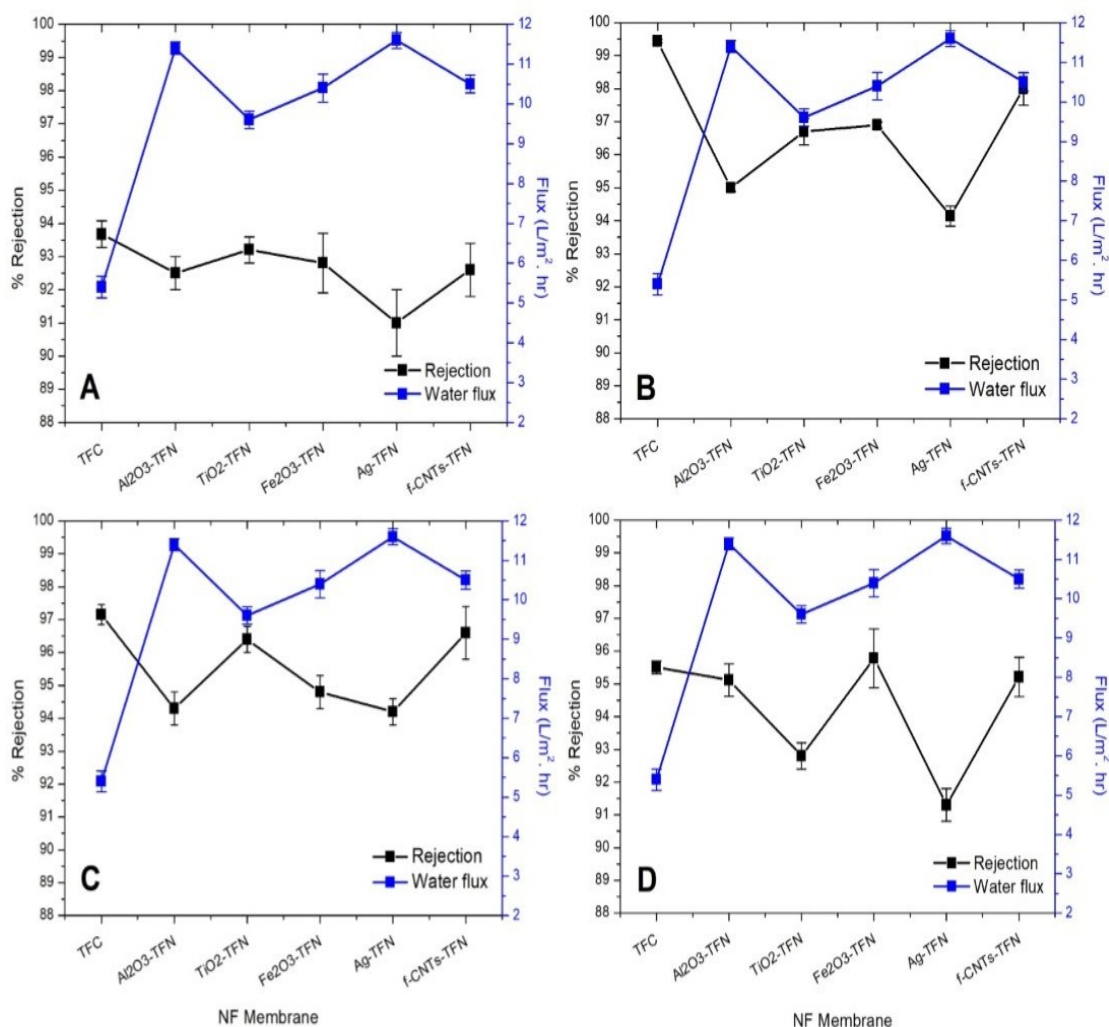 100
99
98
97
96
95
94
93
92
91
90
89
88
% Rejection
12
11
10
9
8
7
6
5
4
3
2
Flux (L/m². hr)
A
Rejection
Water flux
TFC
Al2O3-TFN
TiO2-TFN
Fe2O3-TFN
Ag-TFN
f-CNTs-TFN
100
99
98
97
96
95
94
93
92
91
90
89
88
% Rejection
12
11
10
9
8
7
6
5
4
3
2
Flux (L/m². hr)
B
Rejection
Water flux
TFC
Al2O3-TFN
TiO2-TFN
Fe2O3-TFN
Ag-TFN
f-CNTs-TFN
100
99
98
97
96
95
94
93
92
91
90
89
88
% Rejection
12
11
10
9
8
7
6
5
4
3
2
Flux (L/m². hr)
C
Rejection
Water flux
TFC
Al2O3-TFN
TiO2-TFN
Fe2O3-TFN
Ag-TFN
f-CNTs-TFN
NF Membrane
100
99
98
97
96
95
94
93
92
91
90
89
88
% Rejection
12
11
10
9
8
7
6
5
4
3
2
Flux (L/m². hr)
D
Rejection
Water flux
TFC
Al2O3-TFN
TiO2-TFN
Fe2O3-TFN
Ag-TFN
f-CNTs-TFN
NF Membrane